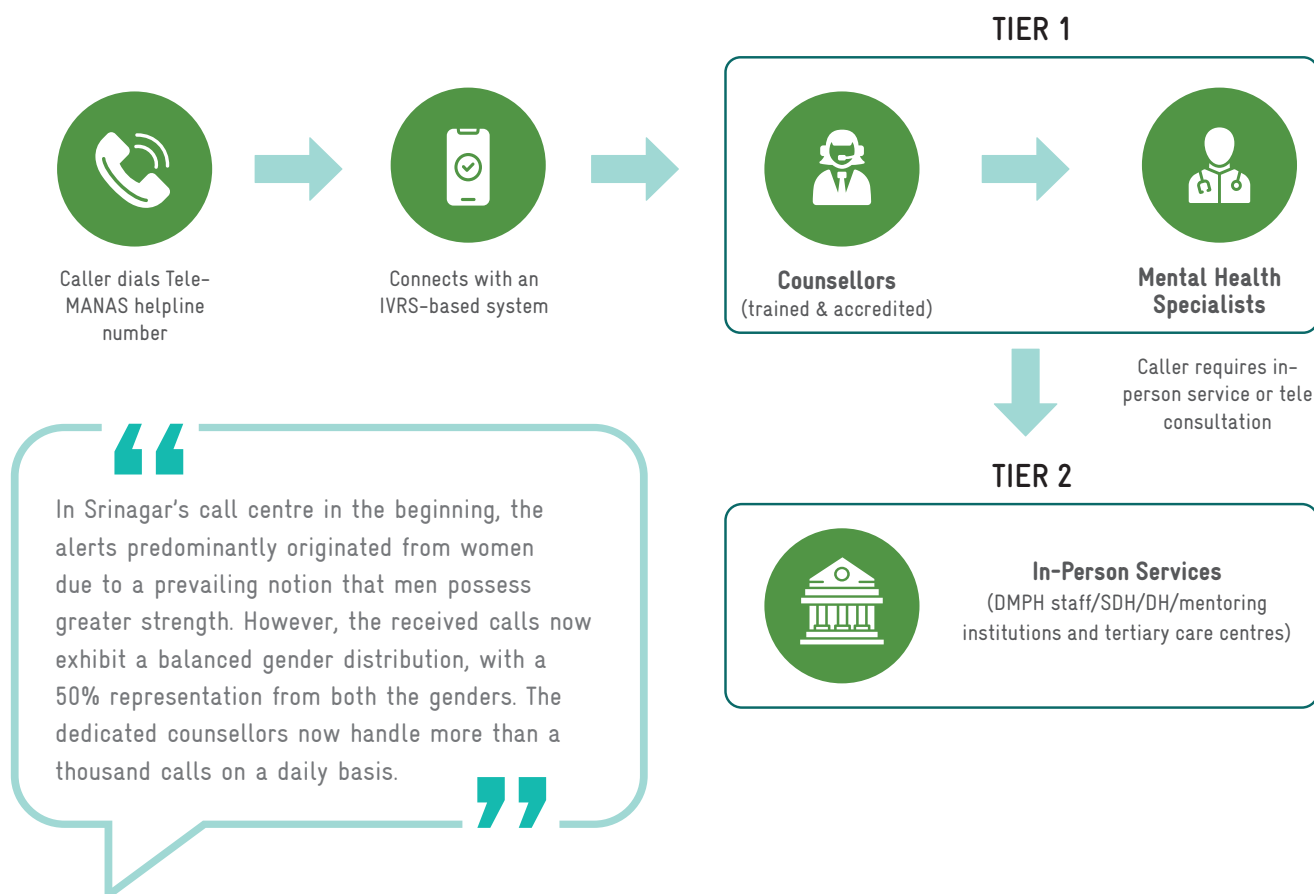 TIER 1
Caller dials Tele-
MANAS helpline
number
Connects with an
IVRS-based system
Counsellors
(trained & accredited)
Mental Health
Specialists
Caller requires in-
person service or tele
consultation
TIER 2
In-Person Services
(DMPH staff/SDH/DH/mentoring
institutions and tertiary care centres)
“
In Srinagar’s call centre in the beginning, the
alerts predominantly originated from women
due to a prevailing notion that men possess
greater strength. However, the received calls now
exhibit a balanced gender distribution, with a
50% representation from both the genders. The
dedicated counsellors now handle more than a
thousand calls on a daily basis.
”